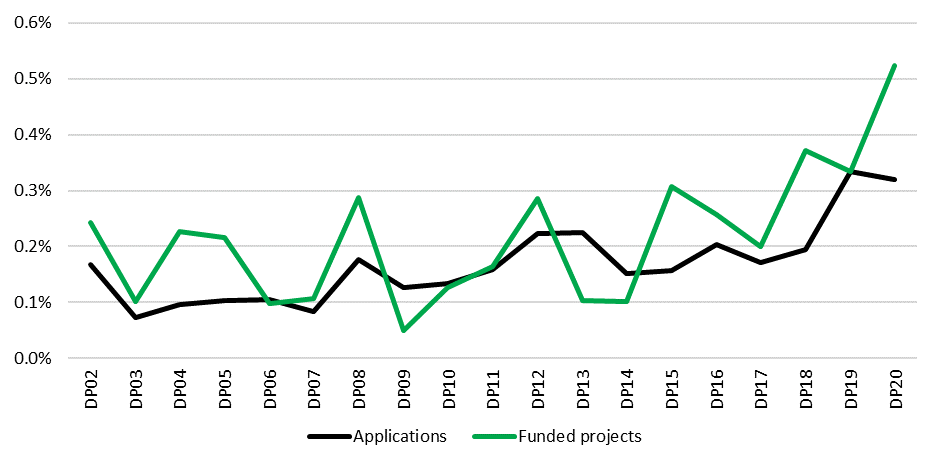 0.6%
0.5%
0.4%
0.3%
0.2%
0.1%
0.0%
DP02
DP03
DP04
DP05
DP06
DP07
DP08
DP09
DP10
DP11
DP12
DP13
DP14
DP15
DP16
DP17
DP18
DP19
DP20
Applications Funded projects